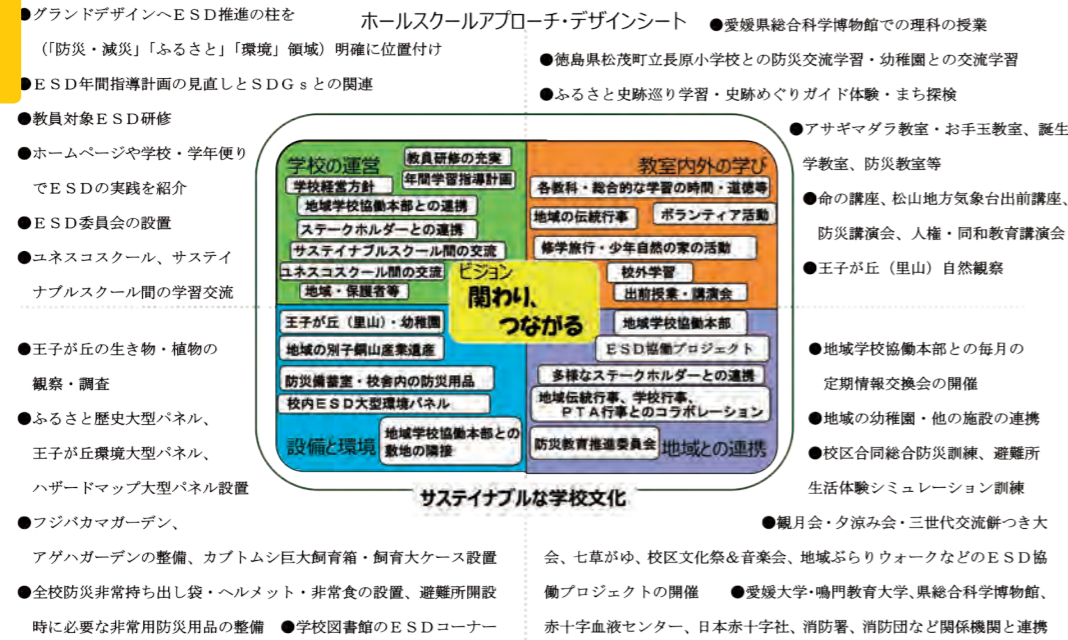 ホールスクールアプローチ・デザインシート
●グランドデザインへＥＳＤ推進の柱を
（「防災・減災」「ふるさと」「環境」領域）明確に位置付け
●ＥＳＤ年間指導計画の見直しとＳＤＧｓとの関連
●教員対象ＥＳＤ研修
●ホームページや学校・学年便り
でＥＳＤの実践を紹介
●ＥＳＤ委員会の設置
●ユネスコスクール、サステイ
ナブルスクール間の学習交流
●愛媛県総合科学博物館での理科の授業
●徳島県松茂町立長原小学校との防災交流学習・幼稚園との交流学習
●ふるさと史跡巡り学習・史跡めぐりガイド体験・まち探検
●アサギマダラ教室・お手玉教室、誕生
学教室、防災教室等
●命の講座、松山地方気象台出前講座、
防災講演会、人権・同和教育講演会
●王子が丘（里山）自然観察
学校の運営
教員研修の充実
学校経営方針
年間学習指導計画
地域学校協働本部との連携
ステークホルダーとの連携
サステイナブルスクール間の交流
ユネスコスクール間の交流
地域・保護者等
教室内外の学び
各教科・総合的な学習の時間・道徳等
地域の伝統行事
ボランティア活動
修学旅行・少年自然の家の活動
校外学習
出前授業・講演会
ビジョン
関わり、
つながる
王子が丘（里山）・幼稚園
地域の別子銅山産業遺産
防災備蓄室・校舎内の防災用品
校内ＥＳＤ大型環境パネル
設備と環境
地域学校協働本部との
敷地の隣接
地域学校協働本部
ＥＳＤ協働プロジェクト
多様なステークホルダーとの連携
地域伝統行事、学校行事、
ＰＴＡ行事とのコラボレーション
防災教育推進委員会
地域との連携
サステイナブルな学校文化
●王子が丘の生き物・植物の
観察・調査
●ふるさと歴史大型パネル、
王子が丘環境大型パネル、
ハザードマップ大型パネル設置
●フジバカマガーデン、
アゲハガーデンの整備、カブトムシ巨大飼育箱・飼育大ケース設置
●全校防災非常持ち出し袋・ヘルメット・非常食の設置、避難所開設
時に必要な非常用防災用品の整備　●学校図書館のＥＳＤコーナー
●地域学校協働本部との毎月の
定期情報交換会の開催
●地域の幼稚園・他の施設の連携
●校区合同総合防災訓練、避難所
生活体験シミュレーション訓練
●観月会・夕涼み会・三世代交流餅つき大
会、七草がゆ、校区文化祭＆音楽会、地域ぶらりウォークなどのＥＳＤ協
働プロジェクトの開催　●愛媛大学・鳴門教育大学、県総合科学博物館、
赤十字血液センター、日本赤十字社、消防署、消防団など関係機関と連携